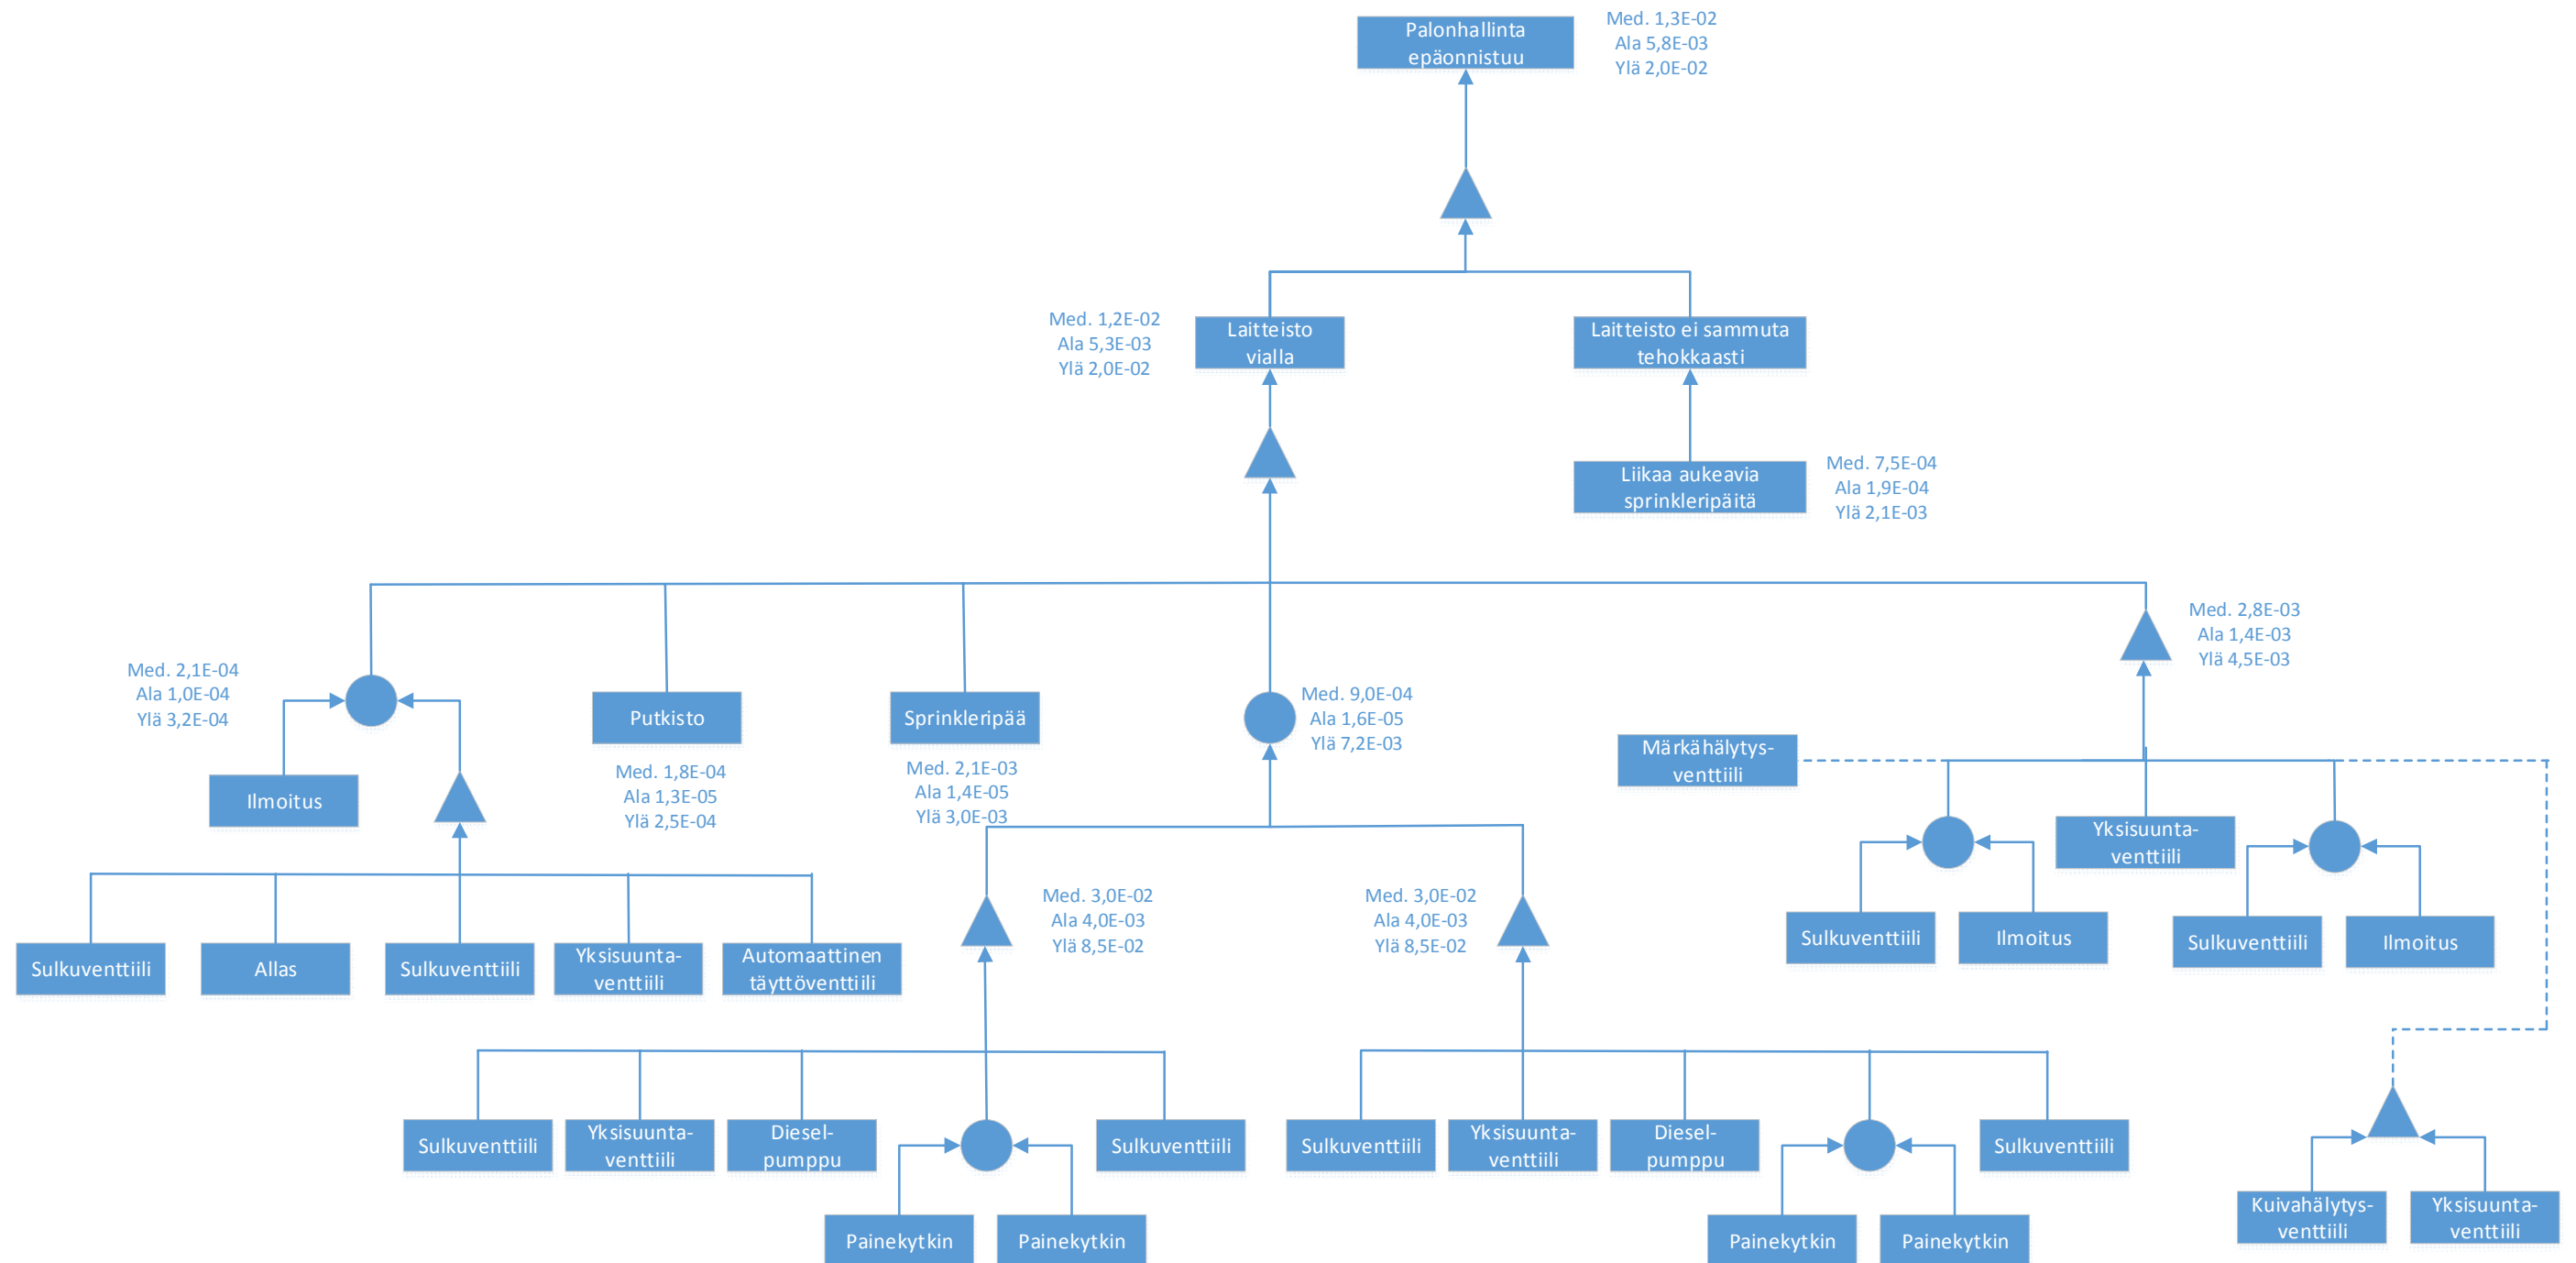 Palonhallinta
epäonnistuu
Med. 1,3E-02
Ala 5,8E-03
Ylä 2,0E-02
Med. 1,2E-02
Ala 5,3E-03
Ylä 2,0E-02
Laitteisto
vialla
Laitteisto ei sammuta
tehokkaasti
Liikaa aukeavia
sprinkleripäitä
Med. 7,5E-04
Ala 1,9E-04
Ylä 2,1E-03
Med. 2,1E-04
Ala 1,0E-04
Ylä 3,2E-04
Ilmoitus
Putkisto
Med. 1,8E-04
Ala 1,3E-05
Ylä 2,5E-04
Sprinkleripää
Med. 2,1E-03
Ala 1,4E-05
Ylä 3,0E-03
Med. 9,0E-04
Ala 1,6E-05
Ylä 7,2E-03
Med. 2,8E-03
Ala 1,4E-03
Ylä 4,5E-03
Märkähälytys-
venttiili
Yksisuunta-
venttiili
Sulkuventtiili
Ilmoitus
Sulkuventtiili
Ilmoitus
Sulkuventtiili
Allas
Sulkuventtiili
Yksisuunta-
venttiili
Automaattinen
täyttöventtiili
Med. 3,0E-02
Ala 4,0E-03
Ylä 8,5E-02
Med. 3,0E-02
Ala 4,0E-03
Ylä 8,5E-02
Sulkuventtiili
Yksisuunta-
venttiili
Diesel-
pumppu
Sulkuventtiili
Painekytkin
Painekytkin
Sulkuventtiili
Yksisuunta-
venttiili
Diesel-
pumppu
Sulkuventtiili
Painekytkin
Painekytkin
Kuivahälytys-
venttiili
Yksisuunta-
venttiili